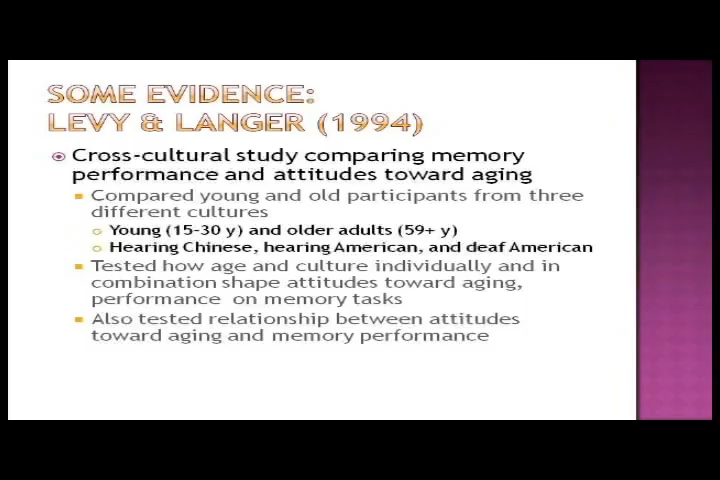 SOME EVIDENCE:
LEVY & LANGER (1994)
Cross-cultural study comparing memory
performance and attitudes toward aging
Compared young and old participants from three
different cultures
Young (15-30 y) and older adults (59+ y)
Hearing Chinese, hearing American, and deaf American
Tested how age and culture individually and in
combination shape attitudes toward aging,
performance on memory tasks
Also tested relationship between attitudes
toward aging and memory performance